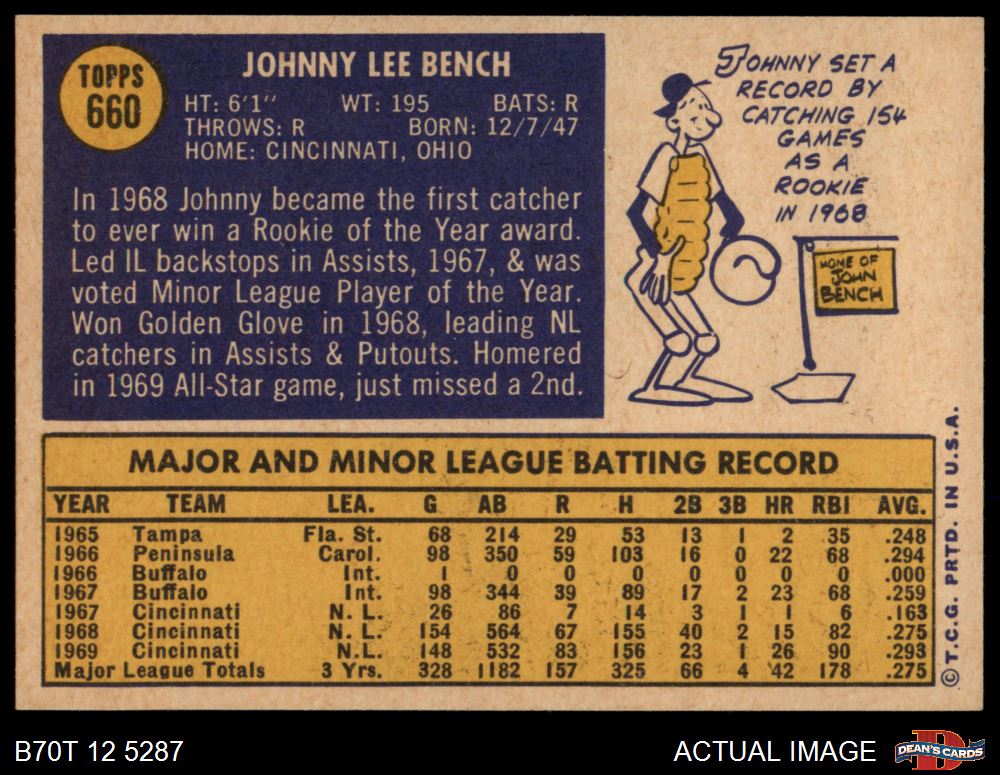 TOPPS
660
JOHNNY LEE BENCH
HT: 6'1" WT: 195 BATS: R
THROWS: R BORN: 12/7/47
HOME: CINCINNATI, OHIO
In 1968 Johnny became the first catcher
to ever win a Rookie of the Year award.
Led IL backstops in Assists, 1967, & was
voted Minor League Player of the Year.
Won Golden Glove in 1968, leading NL
catchers in Assists & Putouts. Homered
in 1969 All-Star game, just missed a 2nd.
JOHNNY SET A
RECORD BY
CATCHING 154
GAMES
AS A
ROOKIE
IN 1968
HOME OF
JOHN
BENCH
MAJOR AND MINOR LEAGUE BATTING RECORD
YEAR TEAM LEA. G AB R H 2B 3B HR RBI AVG.
1965 Tampa Fla. St. 68 214 29 53 13 1 2 35 .248
1966 Peninsula Carol. 98 350 59 103 16 0 22 68 .294
1966 Buffalo Int. 1 0 0 0 0 0 0 0 .000
1967 Buffalo Int. 98 344 39 89 17 2 23 68 .259
1967 Cincinnati N. L. 26 86 7 14 3 1 1 6 .163
1968 Cincinnati N. L. 154 564 67 155 40 2 15 82 .275
1969 Cincinnati N.L. 148 532 83 156 23 1 26 90 .293
Major League Totals 3 Yrs. 328 1182 157 325 66 4 42 178 .275
© T.C.G. PRTD. IN U.S.A.
B70T 12 5287
ACTUAL IMAGE
DEAN'S CARDS